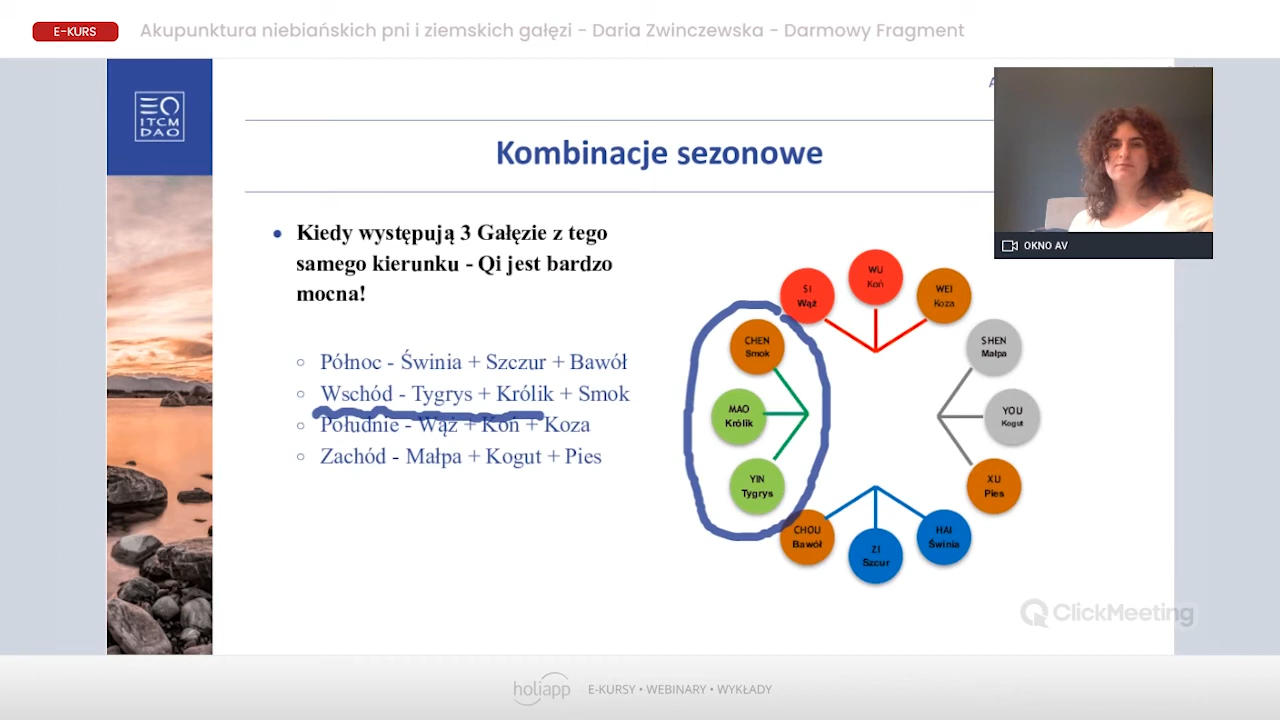 E-KURS
Akupunktura niebiańskich pni i ziemskich gałęzi - Daria Zwinczewska - Darmowy Fragment
ITCM
DAO
A
Kombinacje sezonowe
OKNO AV
• Kiedy występują 3 Gałęzie z tego
samego kierunku - Qi jest bardzo
mocna!
○ Północ - Świnia + Szczur + Bawół
○ Wschód - Tygrys + Królik + Smok
○ Południe - Wąż + Koń + Koza
○ Zachód - Małpa + Kogut + Pies
WU
Koń
SI
Wąż
WEI
Koza
CHEN
Smok
SHEN
Małpa
MAO
Królik
YOU
Kogut
YIN
Tygrys
XU
Pies
CHOU
Bawół
HAI
Świnia
ZI
Szcur
ClickMeeting
holiapp
E-KURSY • WEBINARY • WYKŁADY